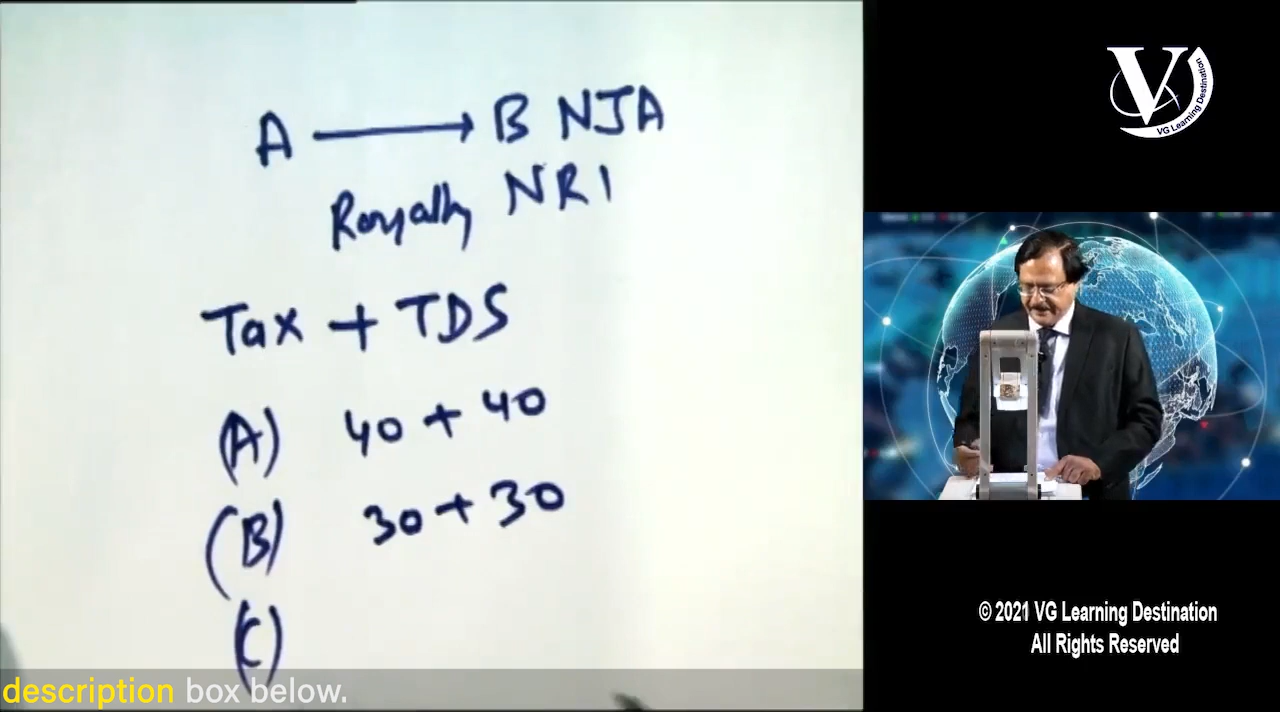 A → B NJA
Royalty NRI
Tax + TDS
(A) 40 + 40
(B) 30 + 30
(C)
description box below.
V
VG Learning Destination
© 2021 VG Learning Destination
All Rights Reserved